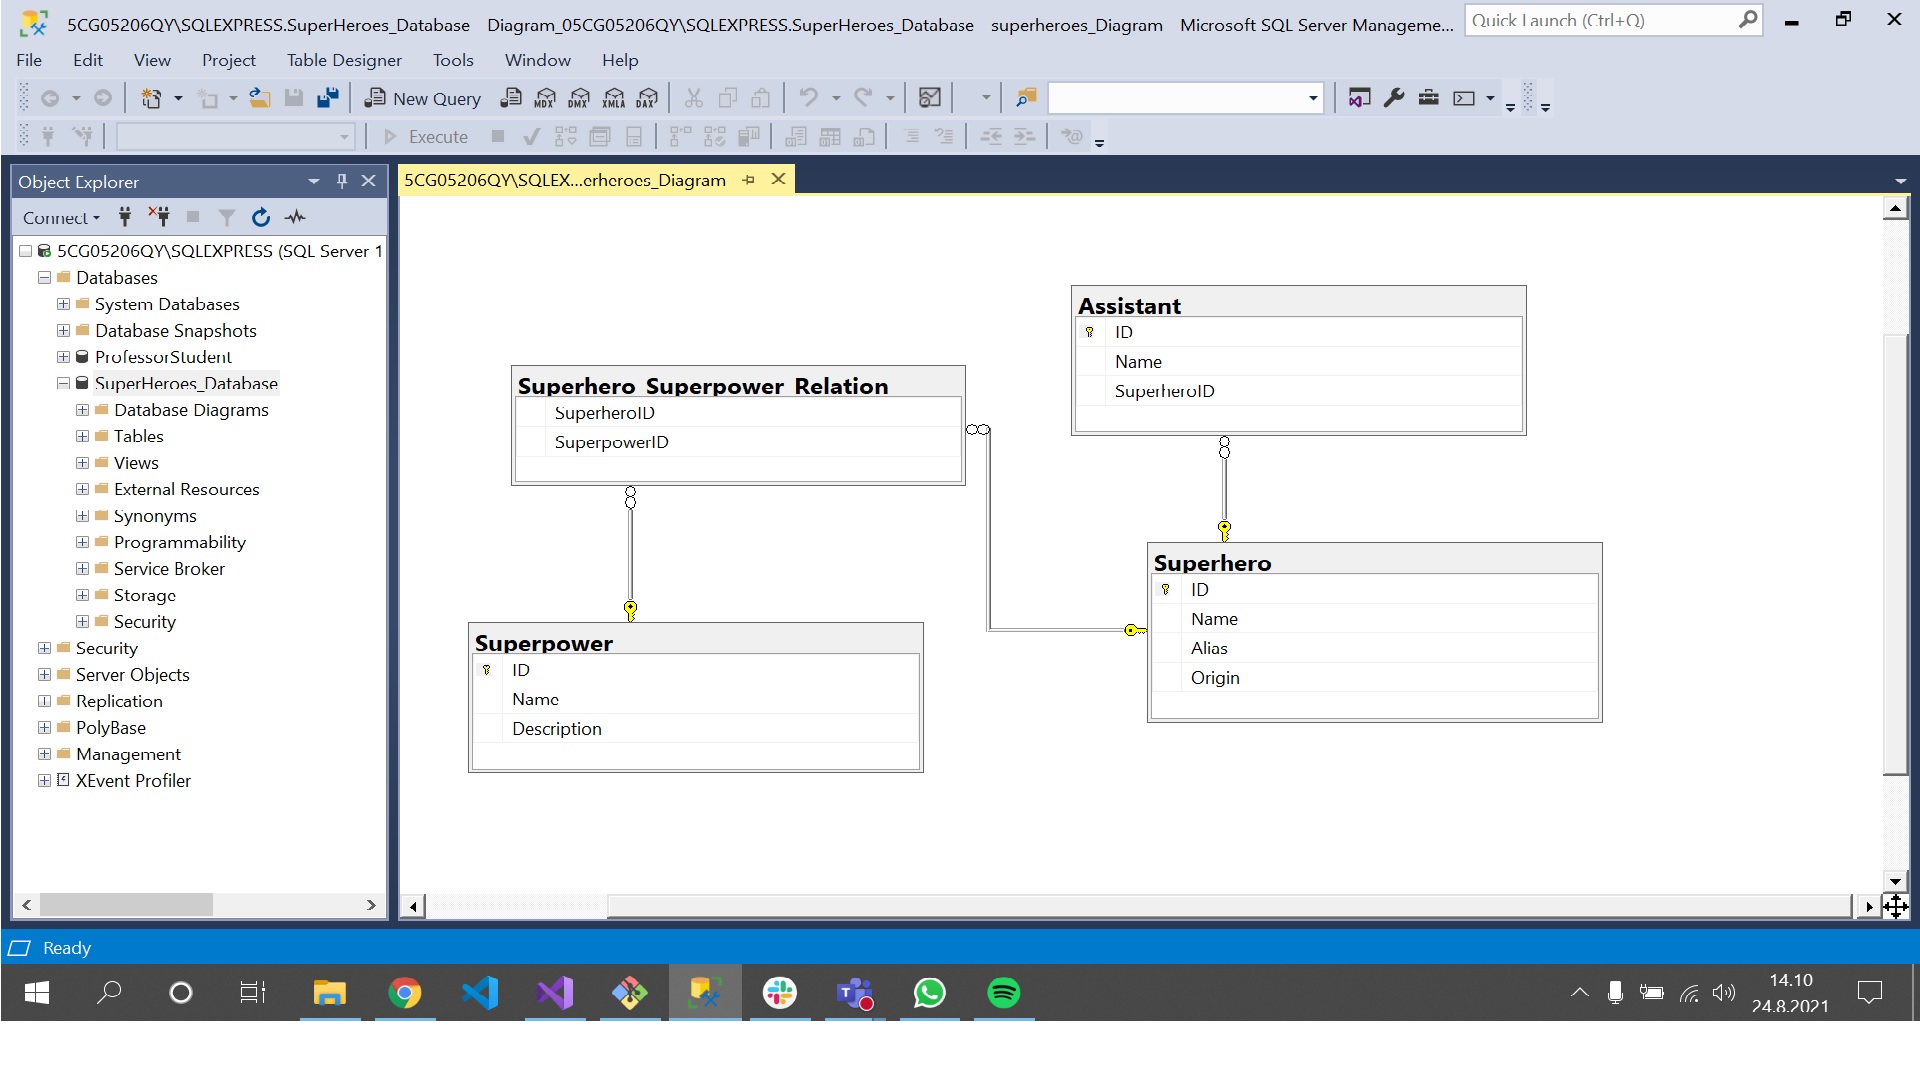 5CG05206QY\SQLEXPRESS.SuperHeroes_Database   Diagram_05CG05206QY\SQLEXPRESS.SuperHeroes_Database   superheroes_Diagram   Microsoft SQL Server Manageme...
Quick Launch (Ctrl+Q)
File Edit View Project Table Designer Tools Window Help
New Query MDX DMX XMLA DAX
Execute
Object Explorer
5CG05206QY\SQLEX...erheroes_Diagram
Connect
5CG05206QY\SQLEXPRESS (SQL Server 1
Databases
System Databases
Database Snapshots
ProfessorStudent
SuperHeroes_Database
Database Diagrams
Tables
Views
External Resources
Synonyms
Programmability
Service Broker
Storage
Security
Security
Server Objects
Replication
PolyBase
Management
XEvent Profiler
Superhero_Superpower_Relation
SuperheroID
SuperpowerID
Assistant
ID
Name
SuperheroID
Superpower
ID
Name
Description
Superhero
ID
Name
Alias
Origin
Ready
14.10
24.8.2021